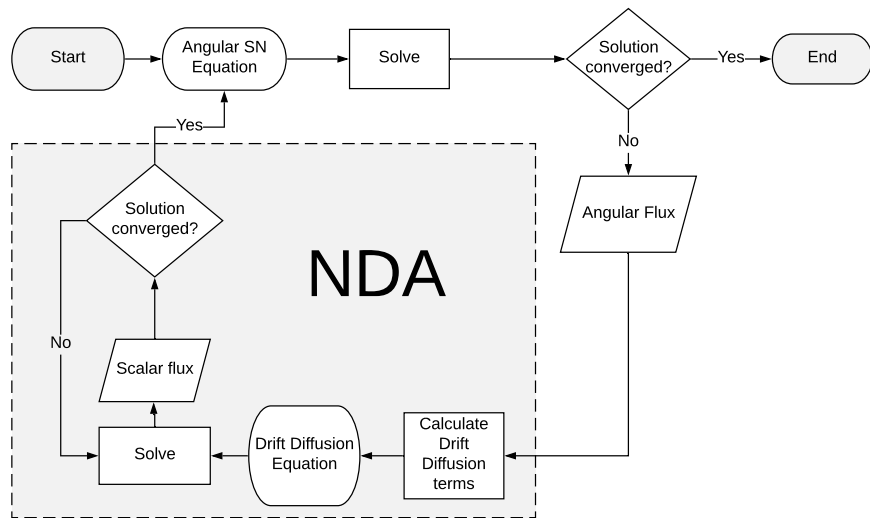 Start
Angular SN
Equation
Solve
Solution
converged?
Yes
End
Yes
No
Angular Flux
Solution
converged?
NDA
No
Scalar flux
Solve
Drift Diffusion
Equation
Calculate
Drift
Diffusion
terms